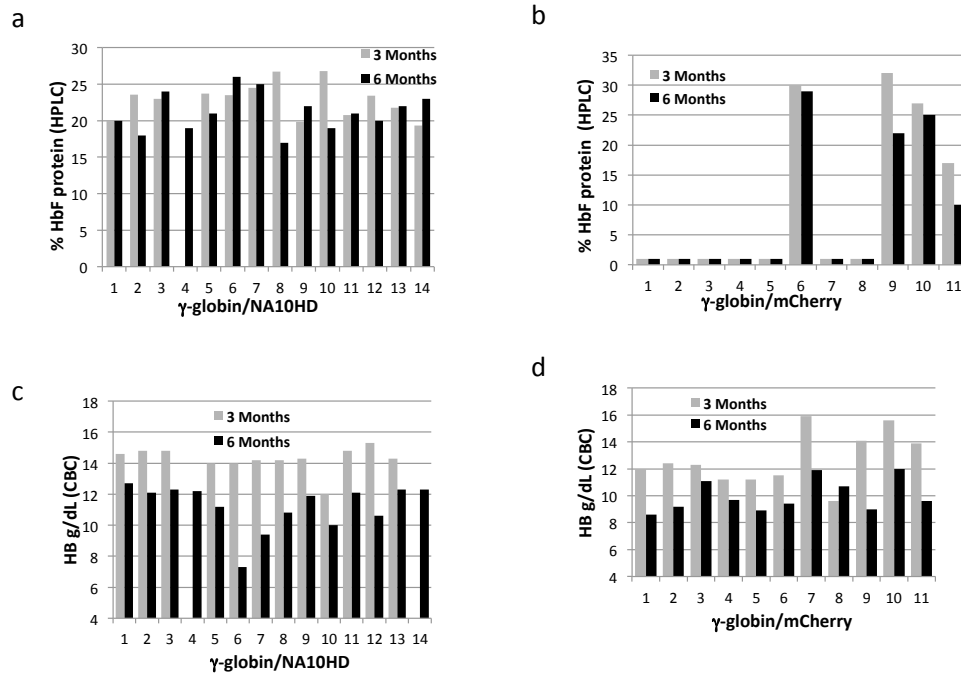 a
30
25
20
15
10
5
0
% HbF protein (HPLC)
3 Months
6 Months
1 2 3 4 5 6 7 8 9 10 11 12 13 14
γ-globin/NA10HD
b
35
30
25
20
15
10
5
0
% HbF protein (HPLC)
3 Months
6 Months
1 2 3 4 5 6 7 8 9 10 11
γ-globin/mCherry
c
18
16
14
12
10
8
6
4
HB g/dL (CBC)
3 Months
6 Months
1 2 3 4 5 6 7 8 9 10 11 12 13 14
γ-globin/NA10HD
d
18
16
14
12
10
8
6
4
HB g/dL (CBC)
3 Months
6 Months
1 2 3 4 5 6 7 8 9 10 11
γ-globin/mCherry